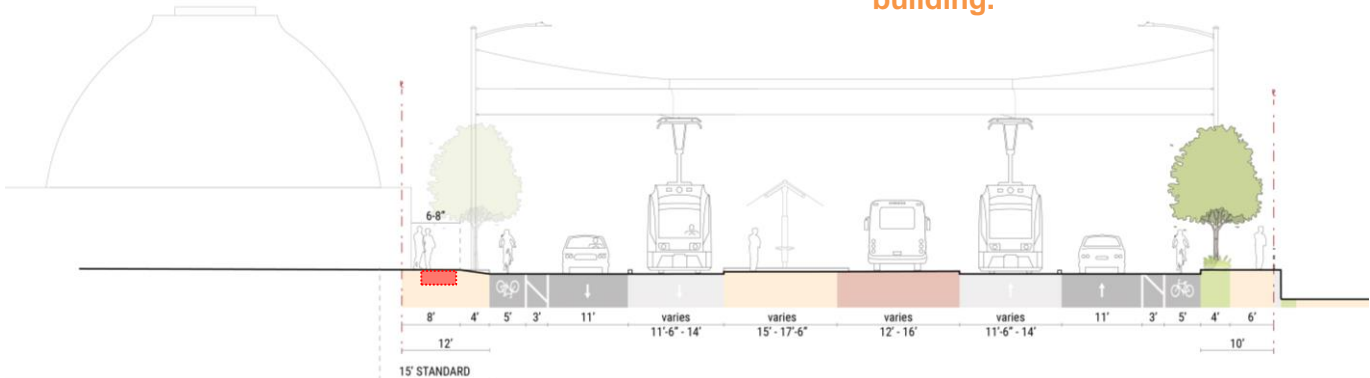 building.
6-8"
8' 4' 5' 3' 11' varies varies varies varies 11' 3' 5' 4' 6'
11'-6" - 14' 15' - 17'-6" 12' - 16' 11'-6" - 14'
12' 10'
15' STANDARD